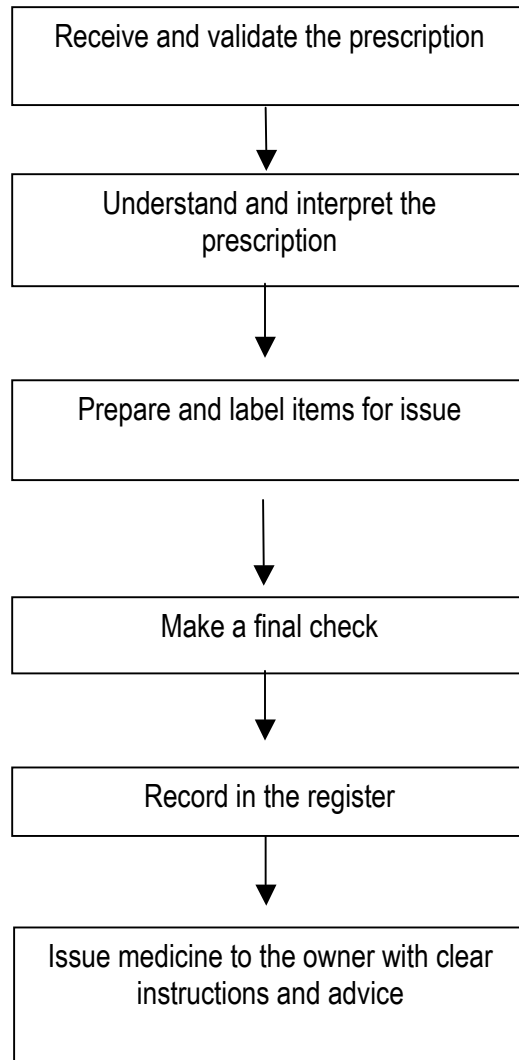 Receive and validate the prescription
Understand and interpret the
prescription
Prepare and label items for issue
Make a final check
Record in the register
Issue medicine to the owner with clear
instructions and advice